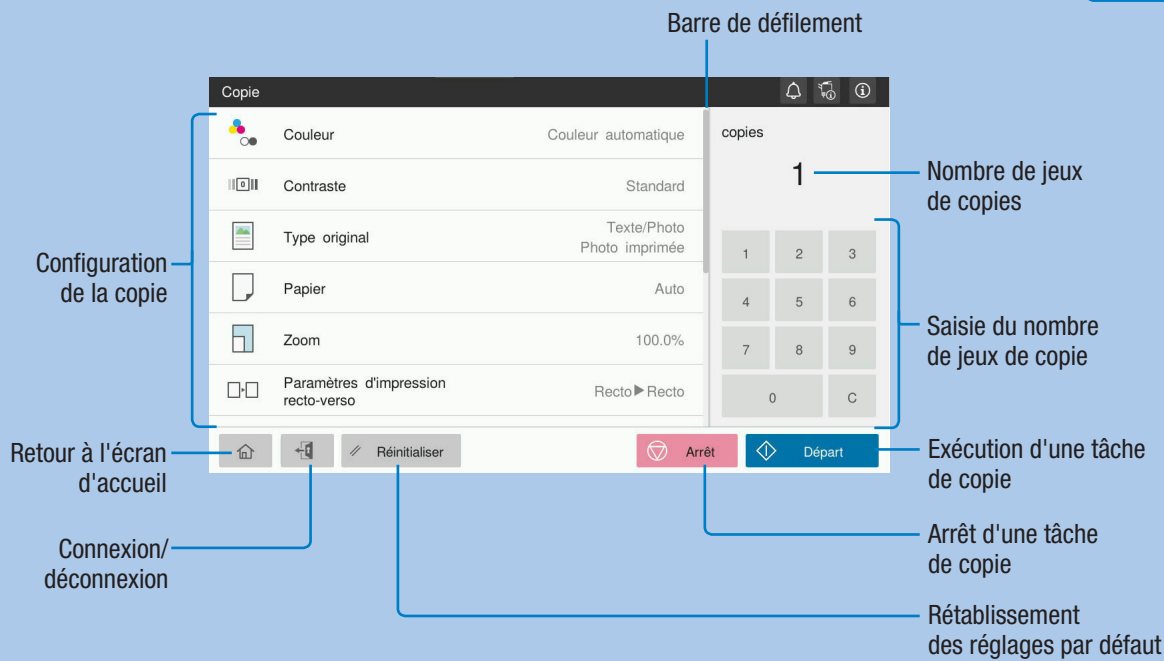 Barre de défilement
Copie
Couleur
Couleur automatique
copies
1
Contraste
0
Standard
Type original
Texte/Photo
Photo imprimée
Papier
Auto
Zoom
100.0%
Paramètres d'impression
recto-verso
Recto▶Recto
1 2 3
4 5 6
7 8 9
0 C
Réinitialiser
Arrêt
Départ
Configuration
de la copie
Retour à l'écran
d'accueil
Connexion/
déconnexion
Nombre de jeux
de copies
Saisie du nombre
de jeux de copie
Exécution d'une tâche
de copie
Arrêt d'une tâche
de copie
Rétablissement
des réglages par défaut